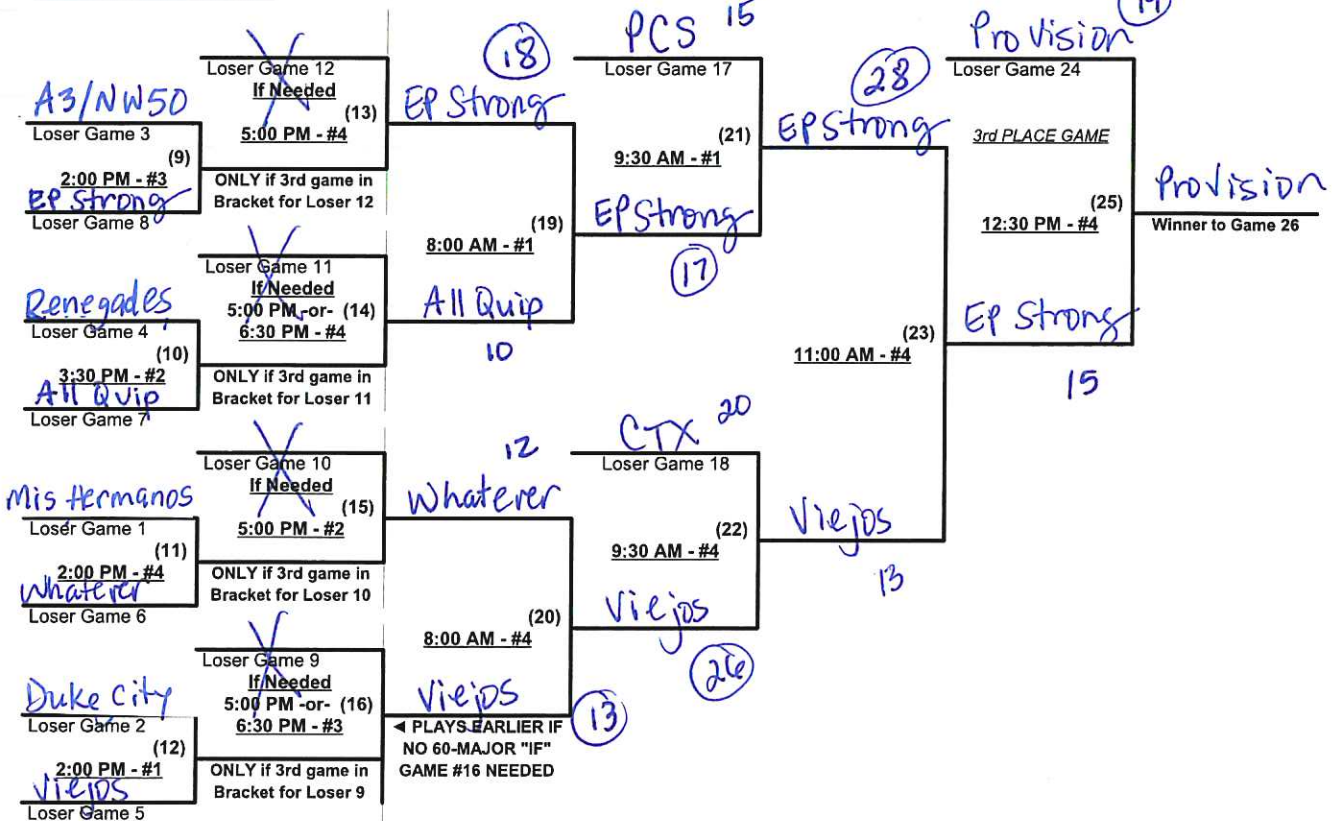 Loser Game 12
If Needed
(13)
5:00 PM - #4
A3/NW50
Loser Game 3
(9)
2:00 PM - #3
EP Strong
Loser Game 8
ONLY if 3rd game in
Bracket for Loser 12
Loser Game 11
If Needed
5:00 PM -or- (14)
6:30 PM - #4
Renegades
Loser Game 4
(10)
3:30 PM - #2
All Quip
Loser Game 7
ONLY if 3rd game in
Bracket for Loser 11
Loser Game 10
If Needed
(15)
5:00 PM - #2
Mis Hermanos
Loser Game 1
(11)
2:00 PM - #4
Whatever
Loser Game 6
ONLY if 3rd game in
Bracket for Loser 10
Loser Game 9
If Needed
5:00 PM -or- (16)
6:30 PM - #3
Duke City
Loser Game 2
(12)
2:00 PM - #1
Viejos
Loser Game 5
ONLY if 3rd game in
Bracket for Loser 9
18
EP Strong
(19)
8:00 AM - #1
All Quip
10
12
Whatever
(20)
8:00 AM - #4
Viejos
13
◄ PLAYS EARLIER IF
NO 60-MAJOR "IF"
GAME #16 NEEDED
PCS 15
Loser Game 17
(21)
9:30 AM - #1
EP Strong
17
CTX 20
Loser Game 18
(22)
9:30 AM - #4
Viejos
26
28
EP Strong
(23)
11:00 AM - #4
Viejos
13
ProVision
Loser Game 24
3rd PLACE GAME
(25)
12:30 PM - #4
EP Strong
15
ProVision
Winner to Game 26